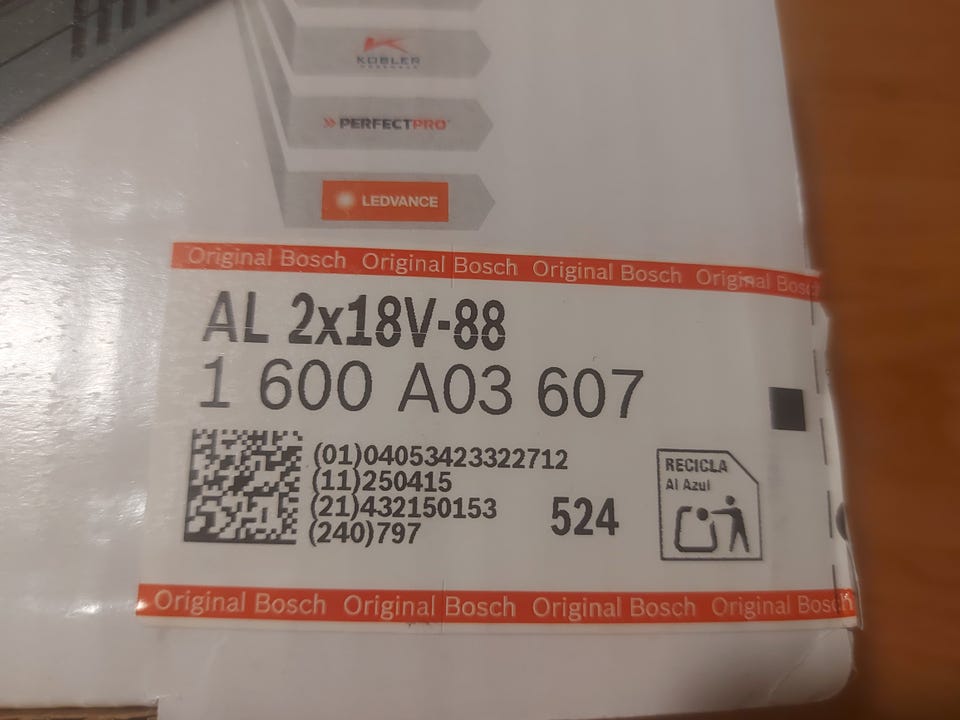 KÜBLER
PERFECTPRO
LEDVANCE
Original Bosch Original Bosch Original Bosch Original Bosch
AL 2x18V-88
1 600 A03 607
(01)04053423322712
(11)250415
(21)432150153
(240)797
524
RECICLA
Al Azul
Original Bosch Original Bosch Original Bosch Original Bosch